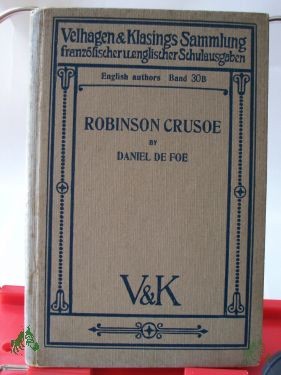 Velhagen & Klasings Sammlung
französischer u. englischer Schulausgaben
English authors Band 30B
ROBINSON CRUSOE
BY
DANIEL DE FOE
V&K